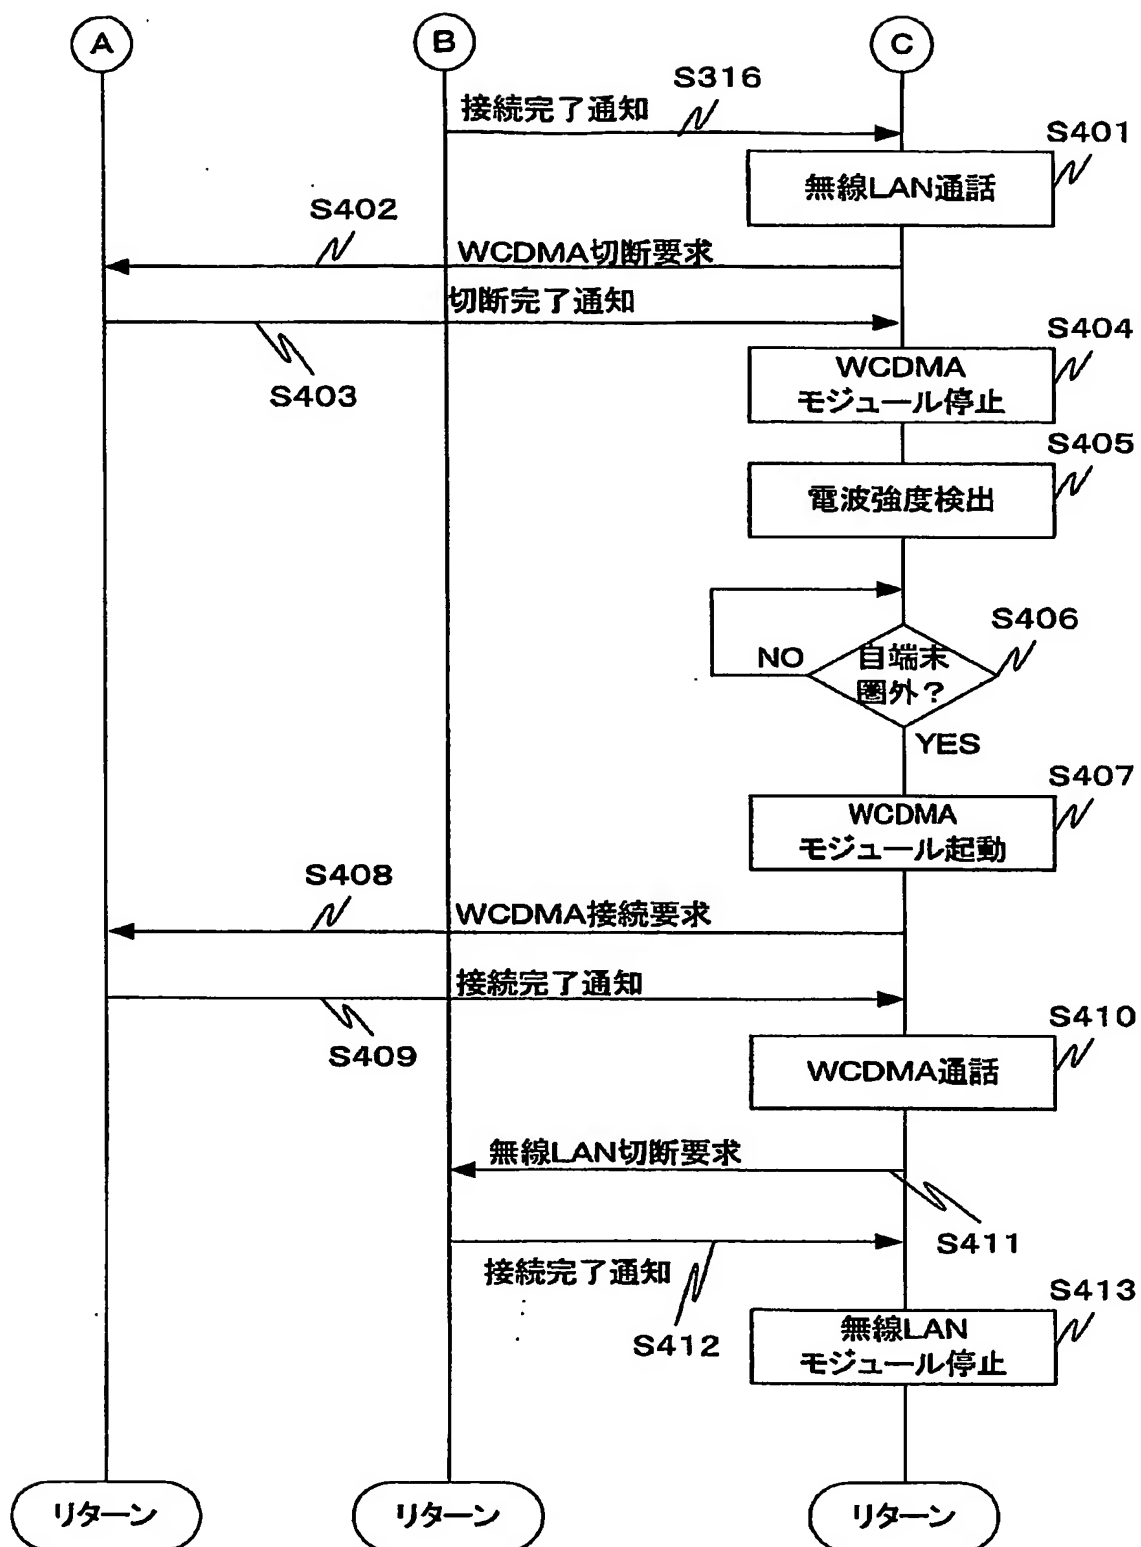 A
B
C
S316
接続完了通知
S401
無線LAN通話
S402
WCDMA切断要求
切断完了通知
S403
S404
WCDMA
モジュール停止
S405
電波強度検出
S406
自端末
圏外？
NO
YES
S407
WCDMA
モジュール起動
S408
WCDMA接続要求
接続完了通知
S409
S410
WCDMA通話
無線LAN切断要求
S411
接続完了通知
S412
S413
無線LAN
モジュール停止
リターン
リターン
リターン